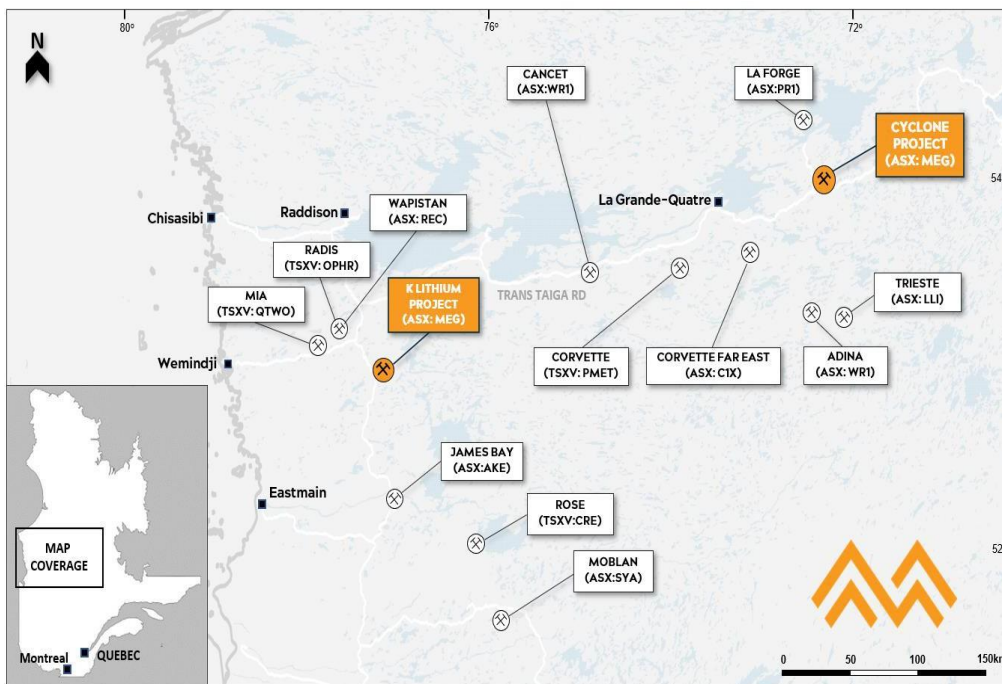 80°
76°
72°
N
CANCET
(ASX:WR1)
LA FORGE
(ASX:PR1)
CYCLONE
PROJECT
(ASX: MEG)
54
La Grande-Quatre
WAPISTAN
(ASX: REC)
Raddison
Chisasibi
RADIS
(TSXV: OPHR)
MIA
(TSXV: QTWO)
K LITHIUM
PROJECT
(ASX: MEG)
TRANS TAIGA RD
TRIESTE
(ASX: LLI)
Wemindji
CORVETTE
(TSXV: PMET)
CORVETTE FAR EAST
(ASX: C1X)
ADINA
(ASX: WR1)
JAMES BAY
(ASX:AKE)
Eastmain
ROSE
(TSXV:CRE)
52
MOBLAN
(ASX:SYA)
MAP
COVERAGE
Montreal
QUEBEC
0 50 100 150km